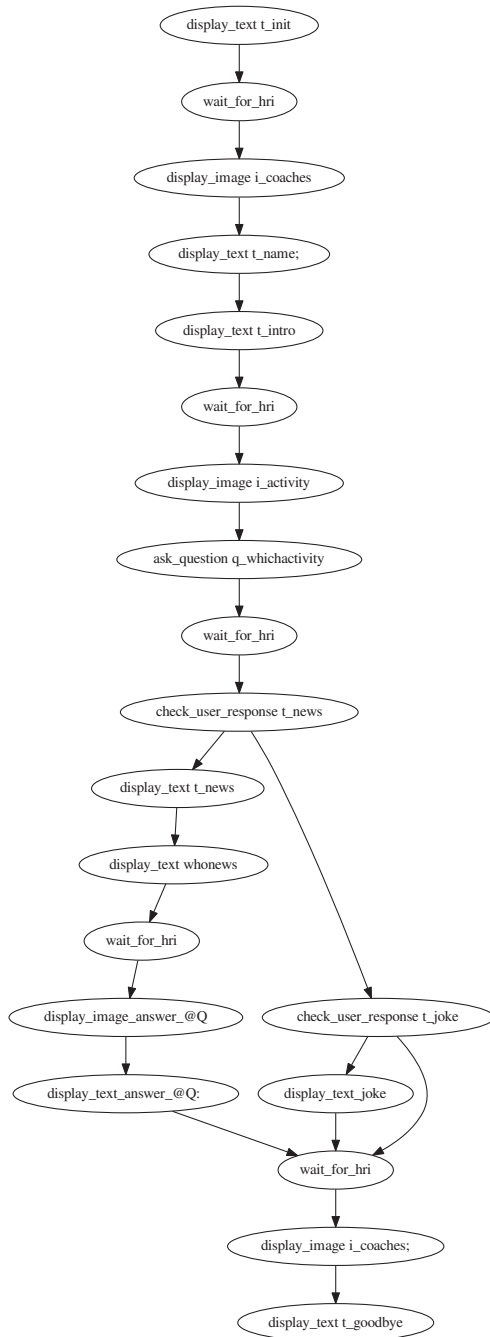 display_text t_init
wait_for_hri
display_image i_coaches
display_text t_name;
display_text t_intro
wait_for_hri
display_image i_activity
ask_question q_whichactivity
wait_for_hri
check_user_response t_news
display_text t_news
display_text whonews
wait_for_hri
display_image_answer_@Q
check_user_response t_joke
display_text_answer_@Q:
display_text_joke
wait_for_hri
display_image i_coaches;
display_text t_goodbye